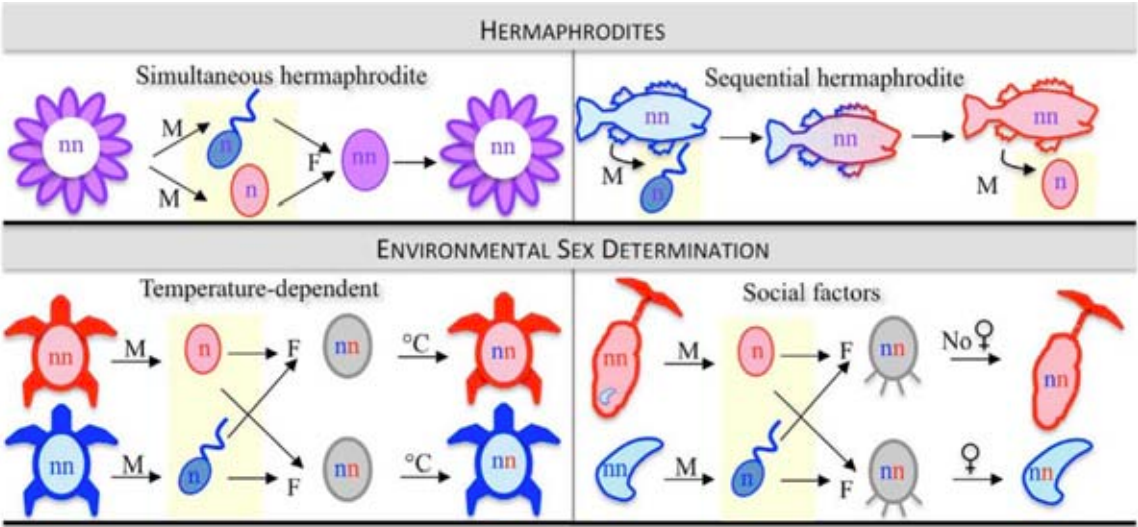 HERMAPHRODITES
Simultaneous hermaphrodite
nn
M
M
n
n
F
nn
nn
Sequential hermaphrodite
nn
M
n
nn
nn
M
n
ENVIRONMENTAL SEX DETERMINATION
Temperature-dependent
nn
M
n
F
nn
°C
nn
nn
M
n
F
nn
°C
nn
Social factors
nn
M
n
F
nn
No♀
nn
nn
M
n
F
nn
♀
nn